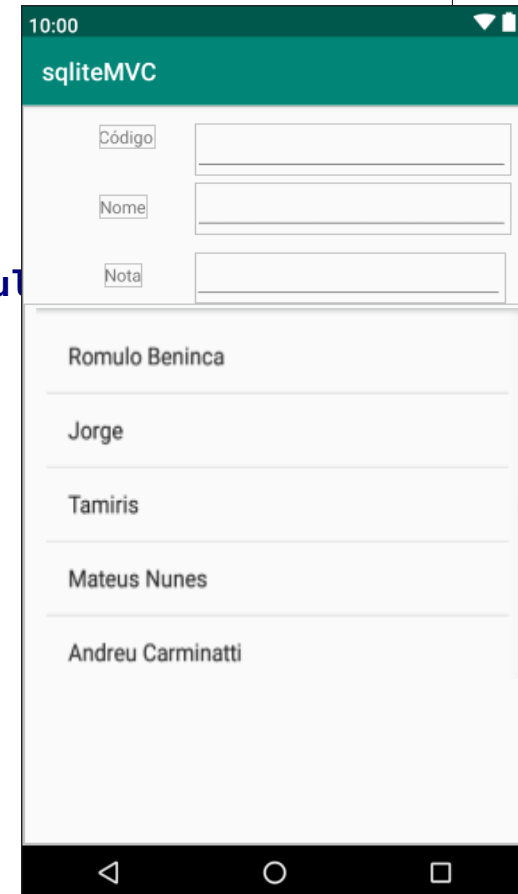 10:00
sqliteMVC
Código
Nome
Nota
Romulo Beninca
Jorge
Tamiris
Mateus Nunes
Andreu Carminatti